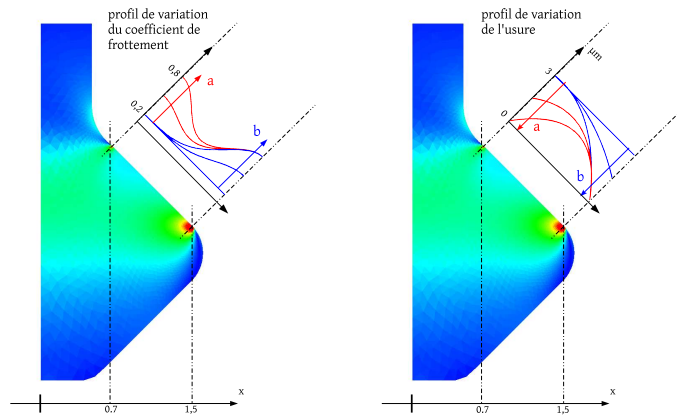 profil de variation
du coefficient de
frottement
0,8
0,2
a
b
x
0.7
1,5
profil de variation
de l'usure
µm
3
0
a
b
x
0.7
1,5